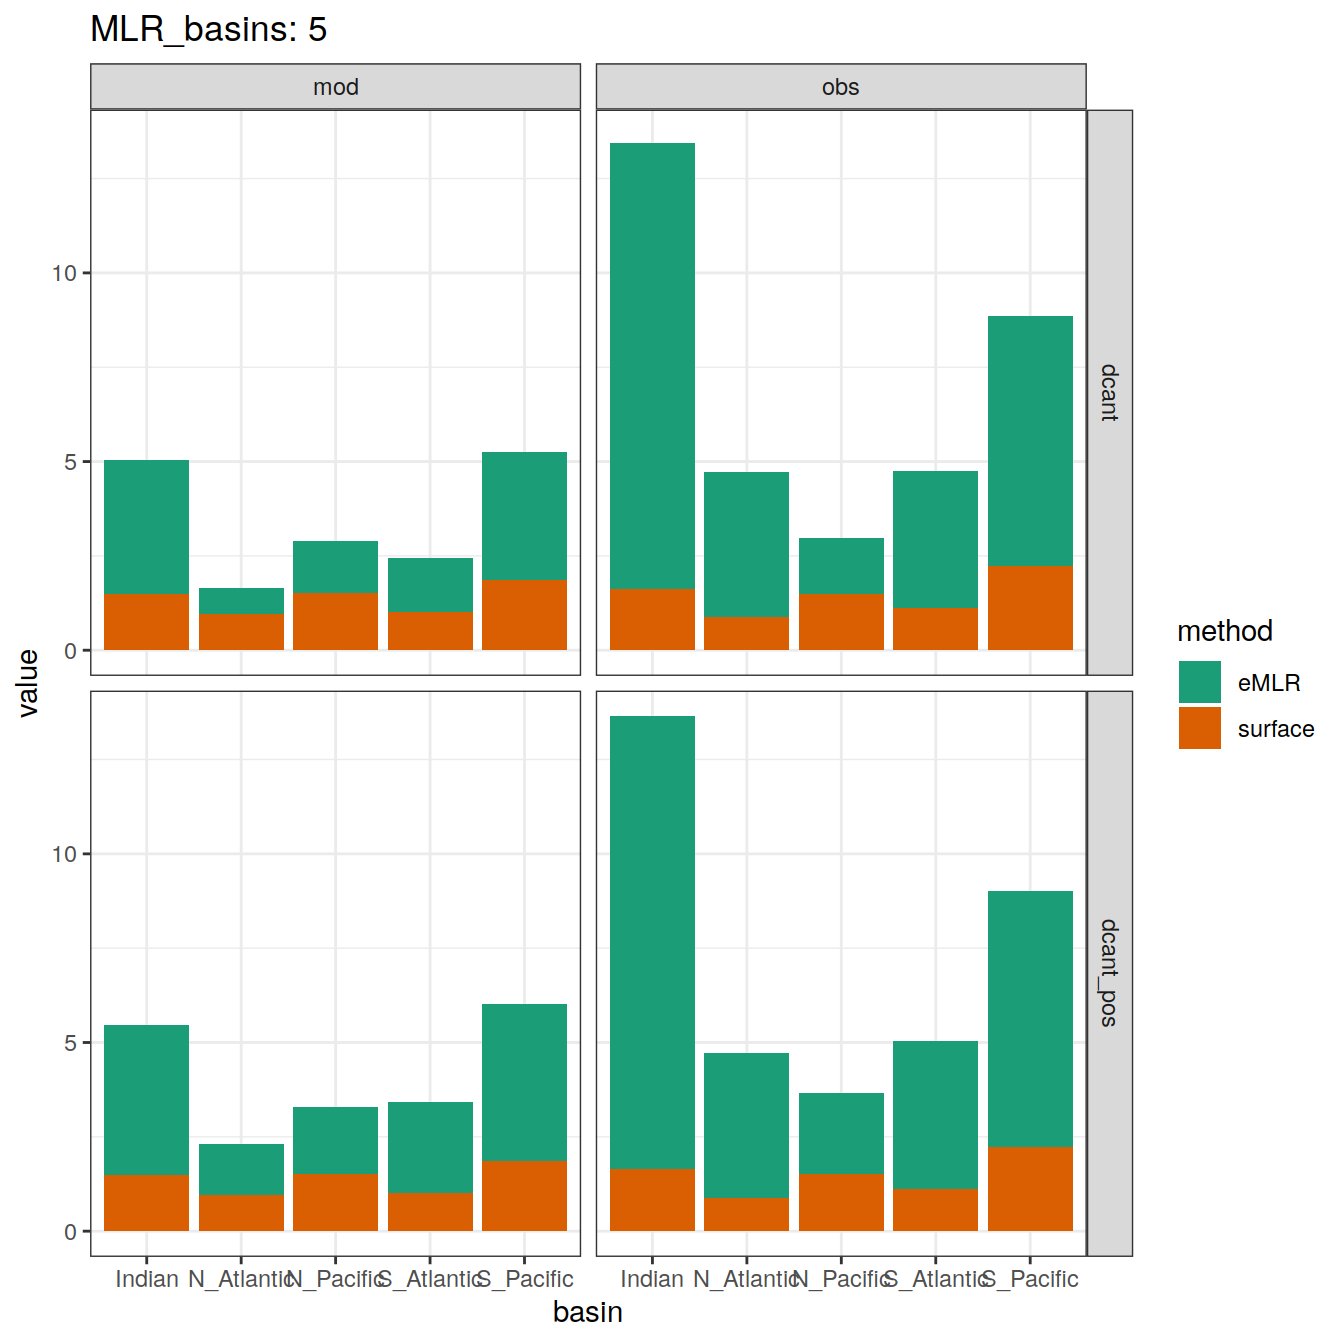 MLR_basins: 5
mod
obs
10
5
0
dcant
10
5
0
dcant_pos
value
Indian N_Atlantic N_Pacific S_Atlantic S_Pacific
Indian N_Atlantic N_Pacific S_Atlantic S_Pacific
basin
method
eMLR
surface